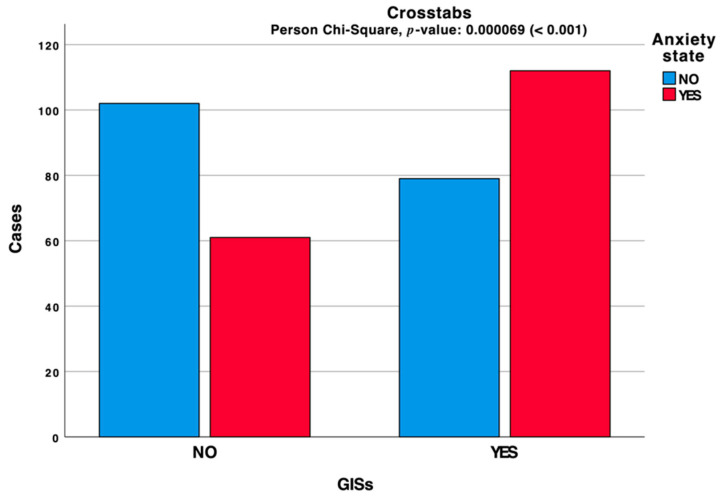 Crosstabs
Person Chi-Square, p-value: 0.000069 (< 0.001)
Anxiety
state
NO
YES
120
100
80
60
40
20
0
Cases
NO
YES
GISs